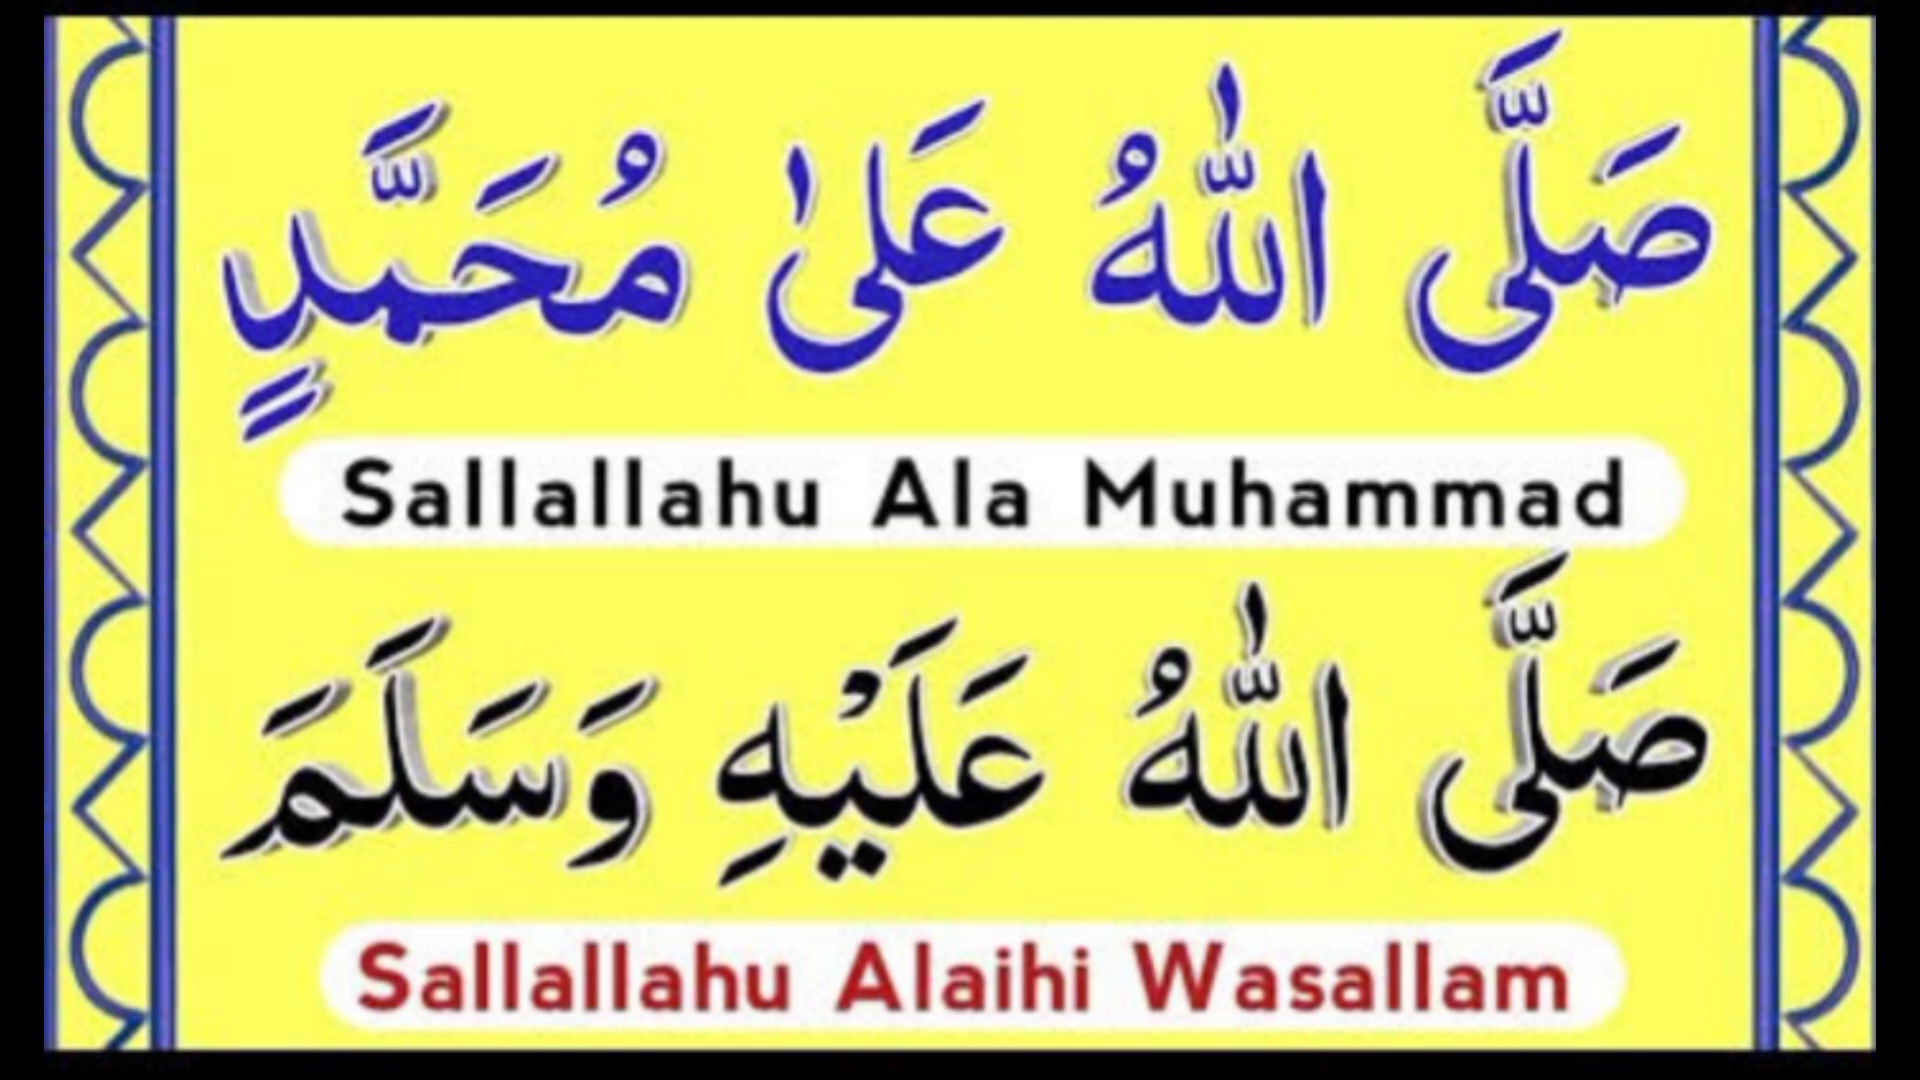 صَلَّى اللّٰهُ عَلٰى مُحَمَّدٍ
Sallallahu Ala Muhammad
صَلَّى اللّٰهُ عَلَيْهِ وَسَلَمَ
Sallallahu Alaihi Wasallam